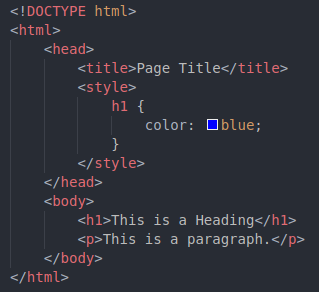 <!DOCTYPE html>
<html>
    <head>
        <title>Page Title</title>
        <style>
            h1 {
                color: blue;
            }
        </style>
    </head>
    <body>
        <h1>This is a Heading</h1>
        <p>This is a paragraph.</p>
    </body>
</html>